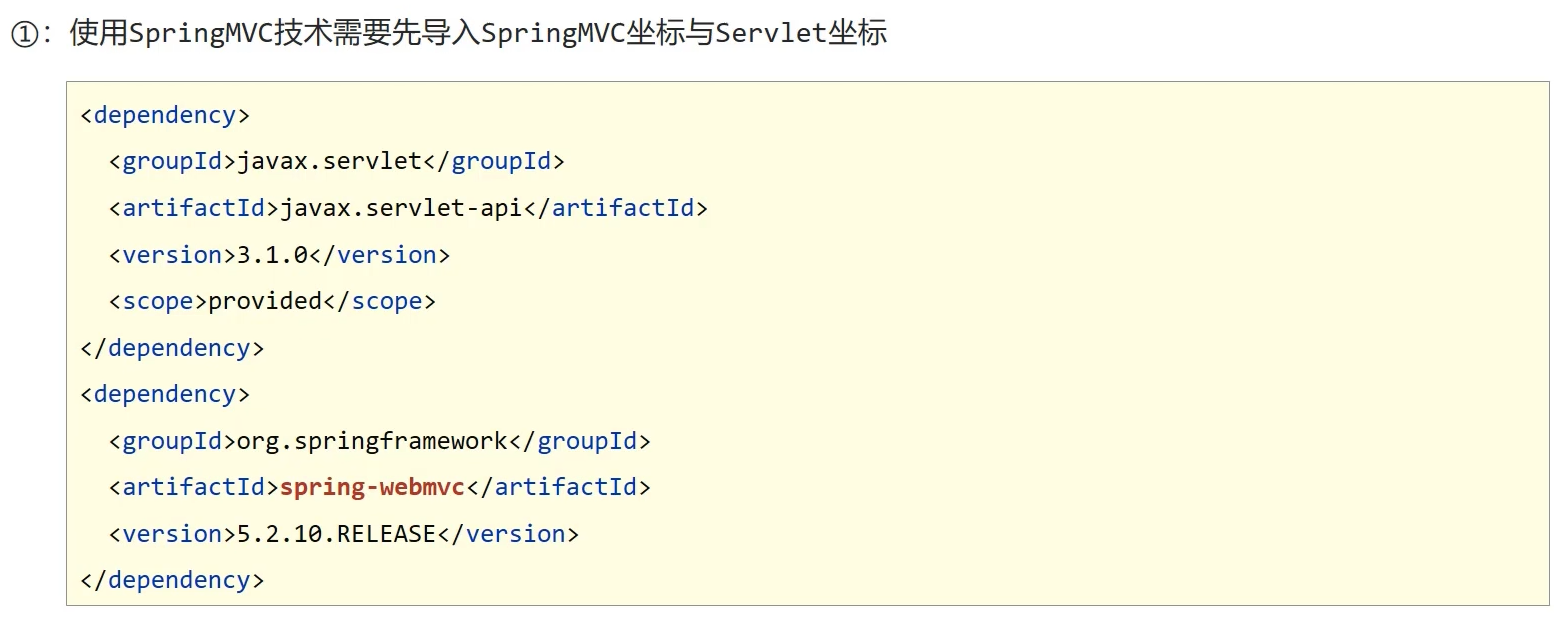 ①：使用SpringMVC技术需要先导入SpringMVC坐标与Servlet坐标
<dependency>
<groupId>javax.servlet</groupId>
<artifactId>javax.servlet-api</artifactId>
<version>3.1.0</version>
<scope>provided</scope>
</dependency>
<dependency>
<groupId>org.springframework</groupId>
<artifactId>spring-webmvc</artifactId>
<version>5.2.10.RELEASE</version>
</dependency>